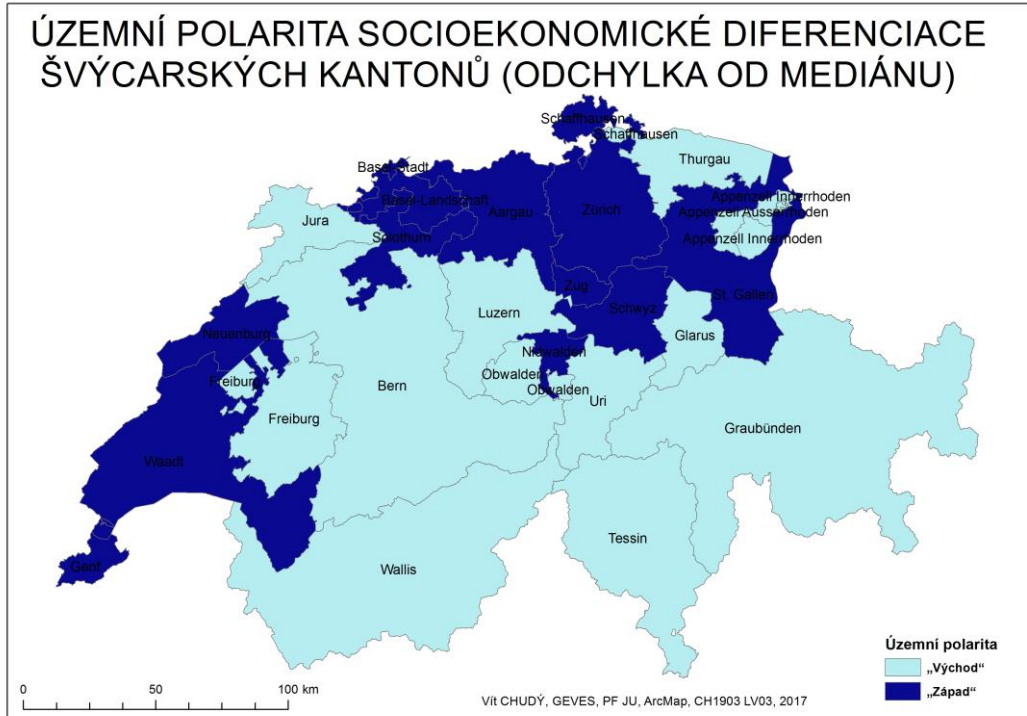 ÚZEMNÍ POLARITA SOCIOEKONOMICKÉ DIFERENCIACE
ŠVÝCARSKÝCH KANTONŮ (ODCHYLKA OD MEDIÁNU)
Schaffhausen
Schaffhausen
Thurgau
Basel-Stadt
Basel-Landschaft
Aargau
Zürich
Appenzell Innerrhoden
Appenzell Ausserrhoden
Appenzell Innerrhoden
Jura
Solothurn
Zug
Schwyz
St. Gallen
Luzern
Neuenburg
Glarus
Nidwalden
Obwalden
Obwalden
Freiburg
Bern
Uri
Freiburg
Graubünden
Waadt
Tessin
Genf
Wallis
Územní polarita
„Východ“
„Západ“
0 50 100 km
Vít CHUDÝ, GEVES, PF JU, ArcMap, CH1903 LV03, 2017